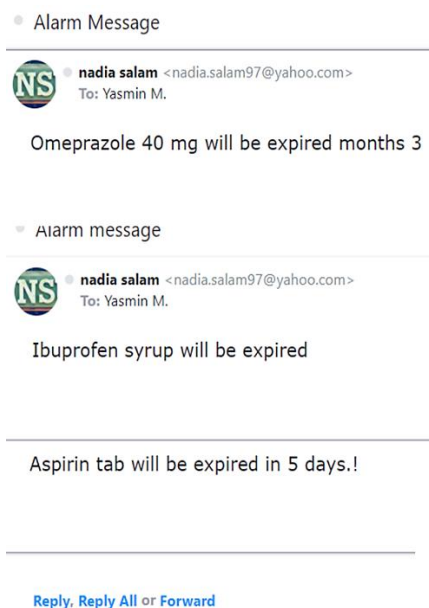 Alarm Message
NS
nadia salam <nadia.salam97@yahoo.com>
To: Yasmin M.
Omeprazole 40 mg will be expired months 3
Alarm message
NS
nadia salam <nadia.salam97@yahoo.com>
To: Yasmin M.
Ibuprofen syrup will be expired
Aspirin tab will be expired in 5 days.!
Reply, Reply All or Forward